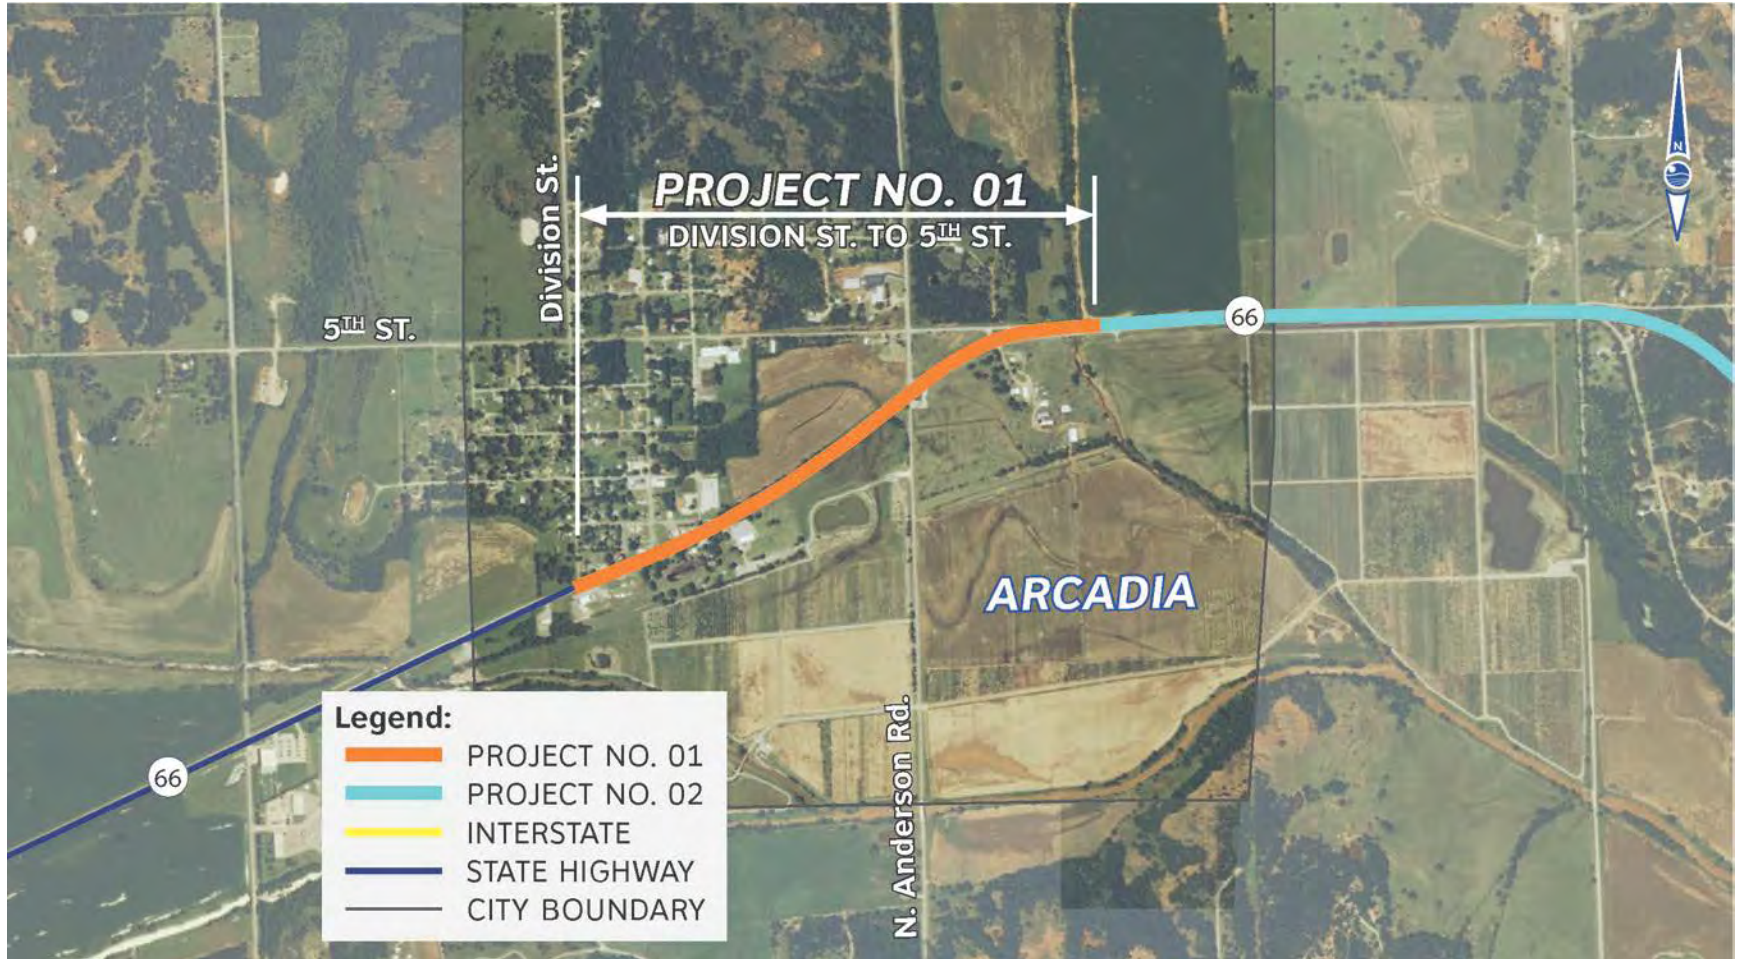 N
PROJECT NO. 01
DIVISION ST. TO 5TH ST.
Division St.
5TH ST.
66
ARCADIA
66
N. Anderson Rd.
Legend:
PROJECT NO. 01
PROJECT NO. 02
INTERSTATE
STATE HIGHWAY
CITY BOUNDARY